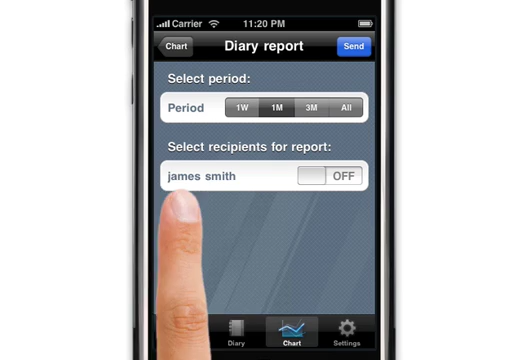 Carrier 11:20 PM
Chart Diary report Send
Select period:
Period 1W 1M 3M All
Select recipients for report:
james smith OFF
Diary Chart Settings